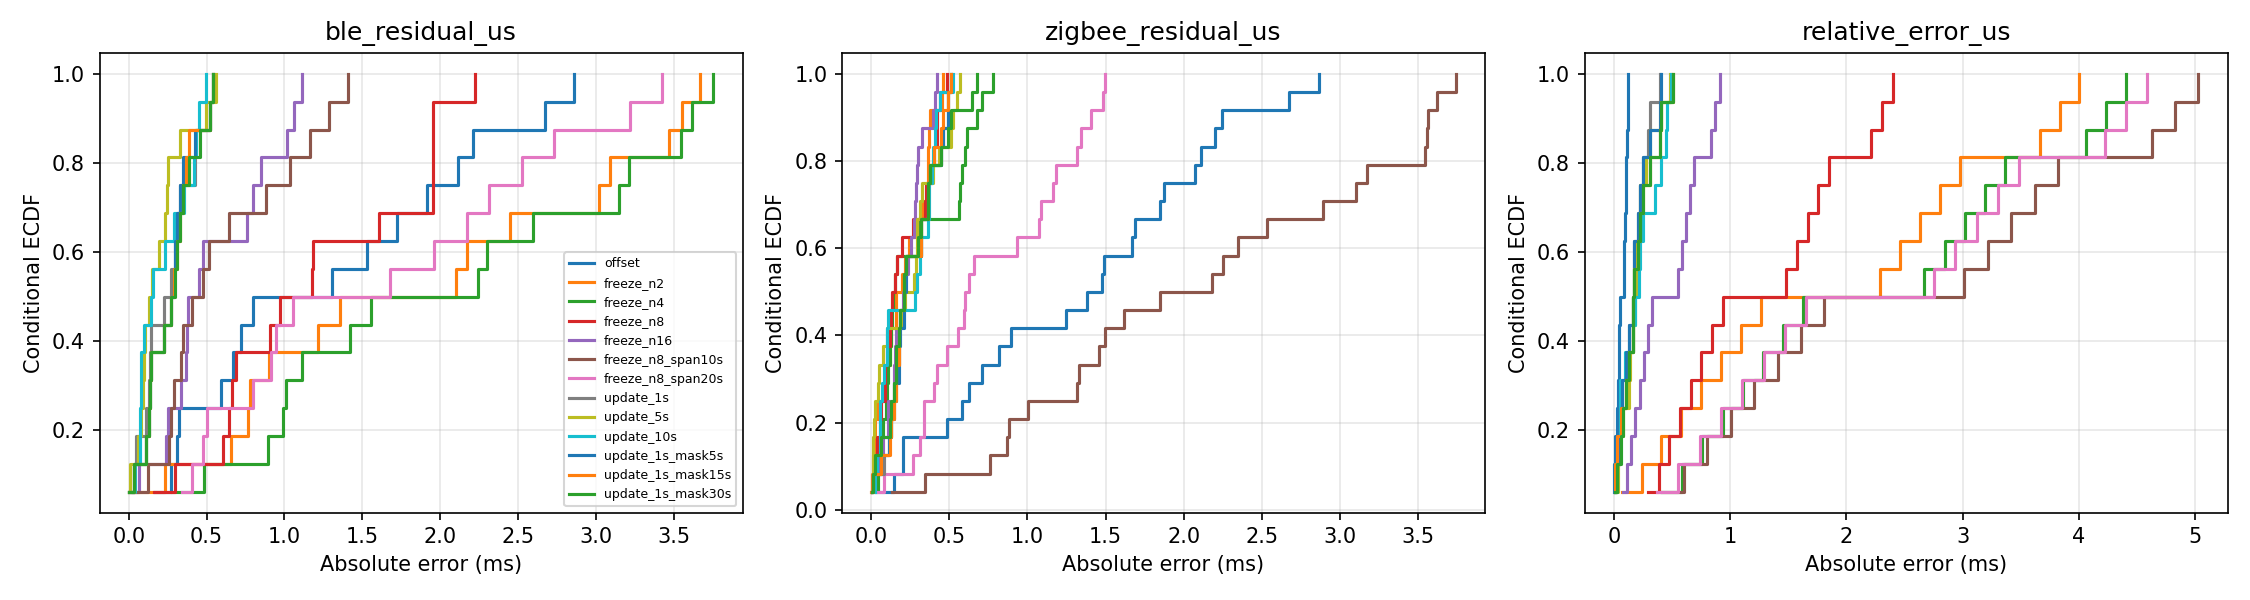 ble_residual_us
zigbee_residual_us
relative_error_us
Conditional ECDF
1.0
0.8
0.6
0.4
0.2
0.0
0.5
1.0
1.5
2.0
2.5
3.0
3.5
Absolute error (ms)
offset
freeze_n2
freeze_n4
freeze_n8
freeze_n16
freeze_n8_span10s
freeze_n8_span20s
update_1s
update_5s
update_10s
update_1s_mask5s
update_1s_mask15s
update_1s_mask30s
Conditional ECDF
1.0
0.8
0.6
0.4
0.2
0.0
0.0
0.5
1.0
1.5
2.0
2.5
3.0
3.5
Absolute error (ms)
Conditional ECDF
1.0
0.8
0.6
0.4
0.2
0
1
2
3
4
5
Absolute error (ms)